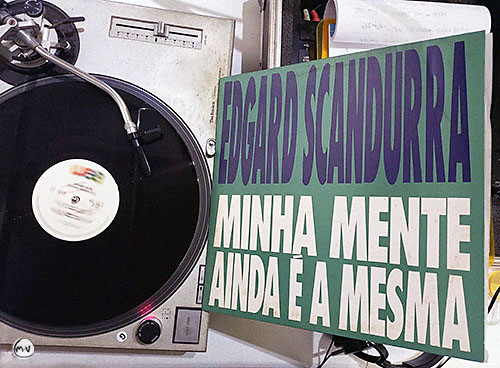 EDGARD SCANDURRA
MINHA MENTE
AINDA É A MESMA